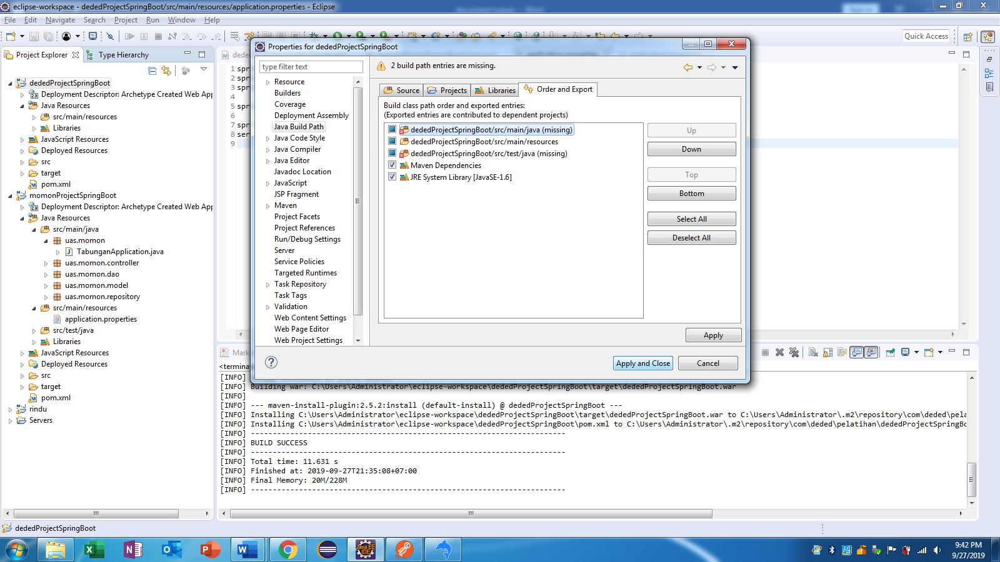 eclipse-workspace - dededProjectSpringBoot/src/main/resources/application.properties - Eclipse
File Edit Navigate Search Project Run Window Help
Quick Access
Project Explorer
Type Hierarchy
dededProjectSpringBoot
Deployment Descriptor: Archetype Created Web App
Java Resources
src/main/resources
Libraries
JavaScript Resources
Deployed Resources
src
target
pom.xml
momonProjectSpringBoot
Deployment Descriptor: Archetype Created Web App
Java Resources
src/main/java
uas.momon
TabunganApplication.java
uas.momon.controller
uas.momon.dao
uas.momon.model
uas.momon.repository
src/main/resources
application.properties
src/test/java
Libraries
JavaScript Resources
Deployed Resources
src
target
pom.xml
rindu
Servers
dede
1 spr
2 spr
3 spr
4
5 spr
6
7 spr
8 ser
9
Properties for dededProjectSpringBoot
type filter text
Resource
Builders
Coverage
Deployment Assembly
Java Build Path
Java Code Style
Java Compiler
Java Editor
Javadoc Location
JavaScript
JSP Fragment
Maven
Project Facets
Project References
Run/Debug Settings
Server
Service Policies
Targeted Runtimes
Task Repository
Task Tags
Validation
Web Content Settings
Web Page Editor
Web Project Settings
2 build path entries are missing.
Source
Projects
Libraries
Order and Export
Build class path order and exported entries:
(Exported entries are contributed to dependent projects)
dededProjectSpringBoot/src/main/java (missing)
dededProjectSpringBoot/src/main/resources
dededProjectSpringBoot/src/test/java (missing)
Maven Dependencies
JRE System Library [JavaSE-1.6]
Up
Down
Top
Bottom
Select All
Deselect All
Apply
Apply and Close
Cancel
Mark
<termina
[INFO]
[INFO] Building war: C:\Users\Administrator\eclipse-workspace\dededProjectSpringBoot\target\dededProjectSpringBoot.war
[INFO]
[INFO] --- maven-install-plugin:2.5.2:install (default-install) @ dededProjectSpringBoot ---
[INFO] Installing C:\Users\Administrator\eclipse-workspace\dededProjectSpringBoot\target\dededProjectSpringBoot.war to C:\Users\Administrator\.m2\repository\com\deded\pela
[INFO] Installing C:\Users\Administrator\eclipse-workspace\dededProjectSpringBoot\pom.xml to C:\Users\Administrator\.m2\repository\com\deded\pelatihan\dededProjectSpringBo
[INFO] ------------------------------------------------------------------------
[INFO] BUILD SUCCESS
[INFO] ------------------------------------------------------------------------
[INFO] Total time: 11.631 s
[INFO] Finished at: 2019-09-27T21:35:08+07:00
[INFO] Final Memory: 20M/228M
[INFO] ------------------------------------------------------------------------
dededProjectSpringBoot
Java EE
IDE
9:42 PM
9/27/2019